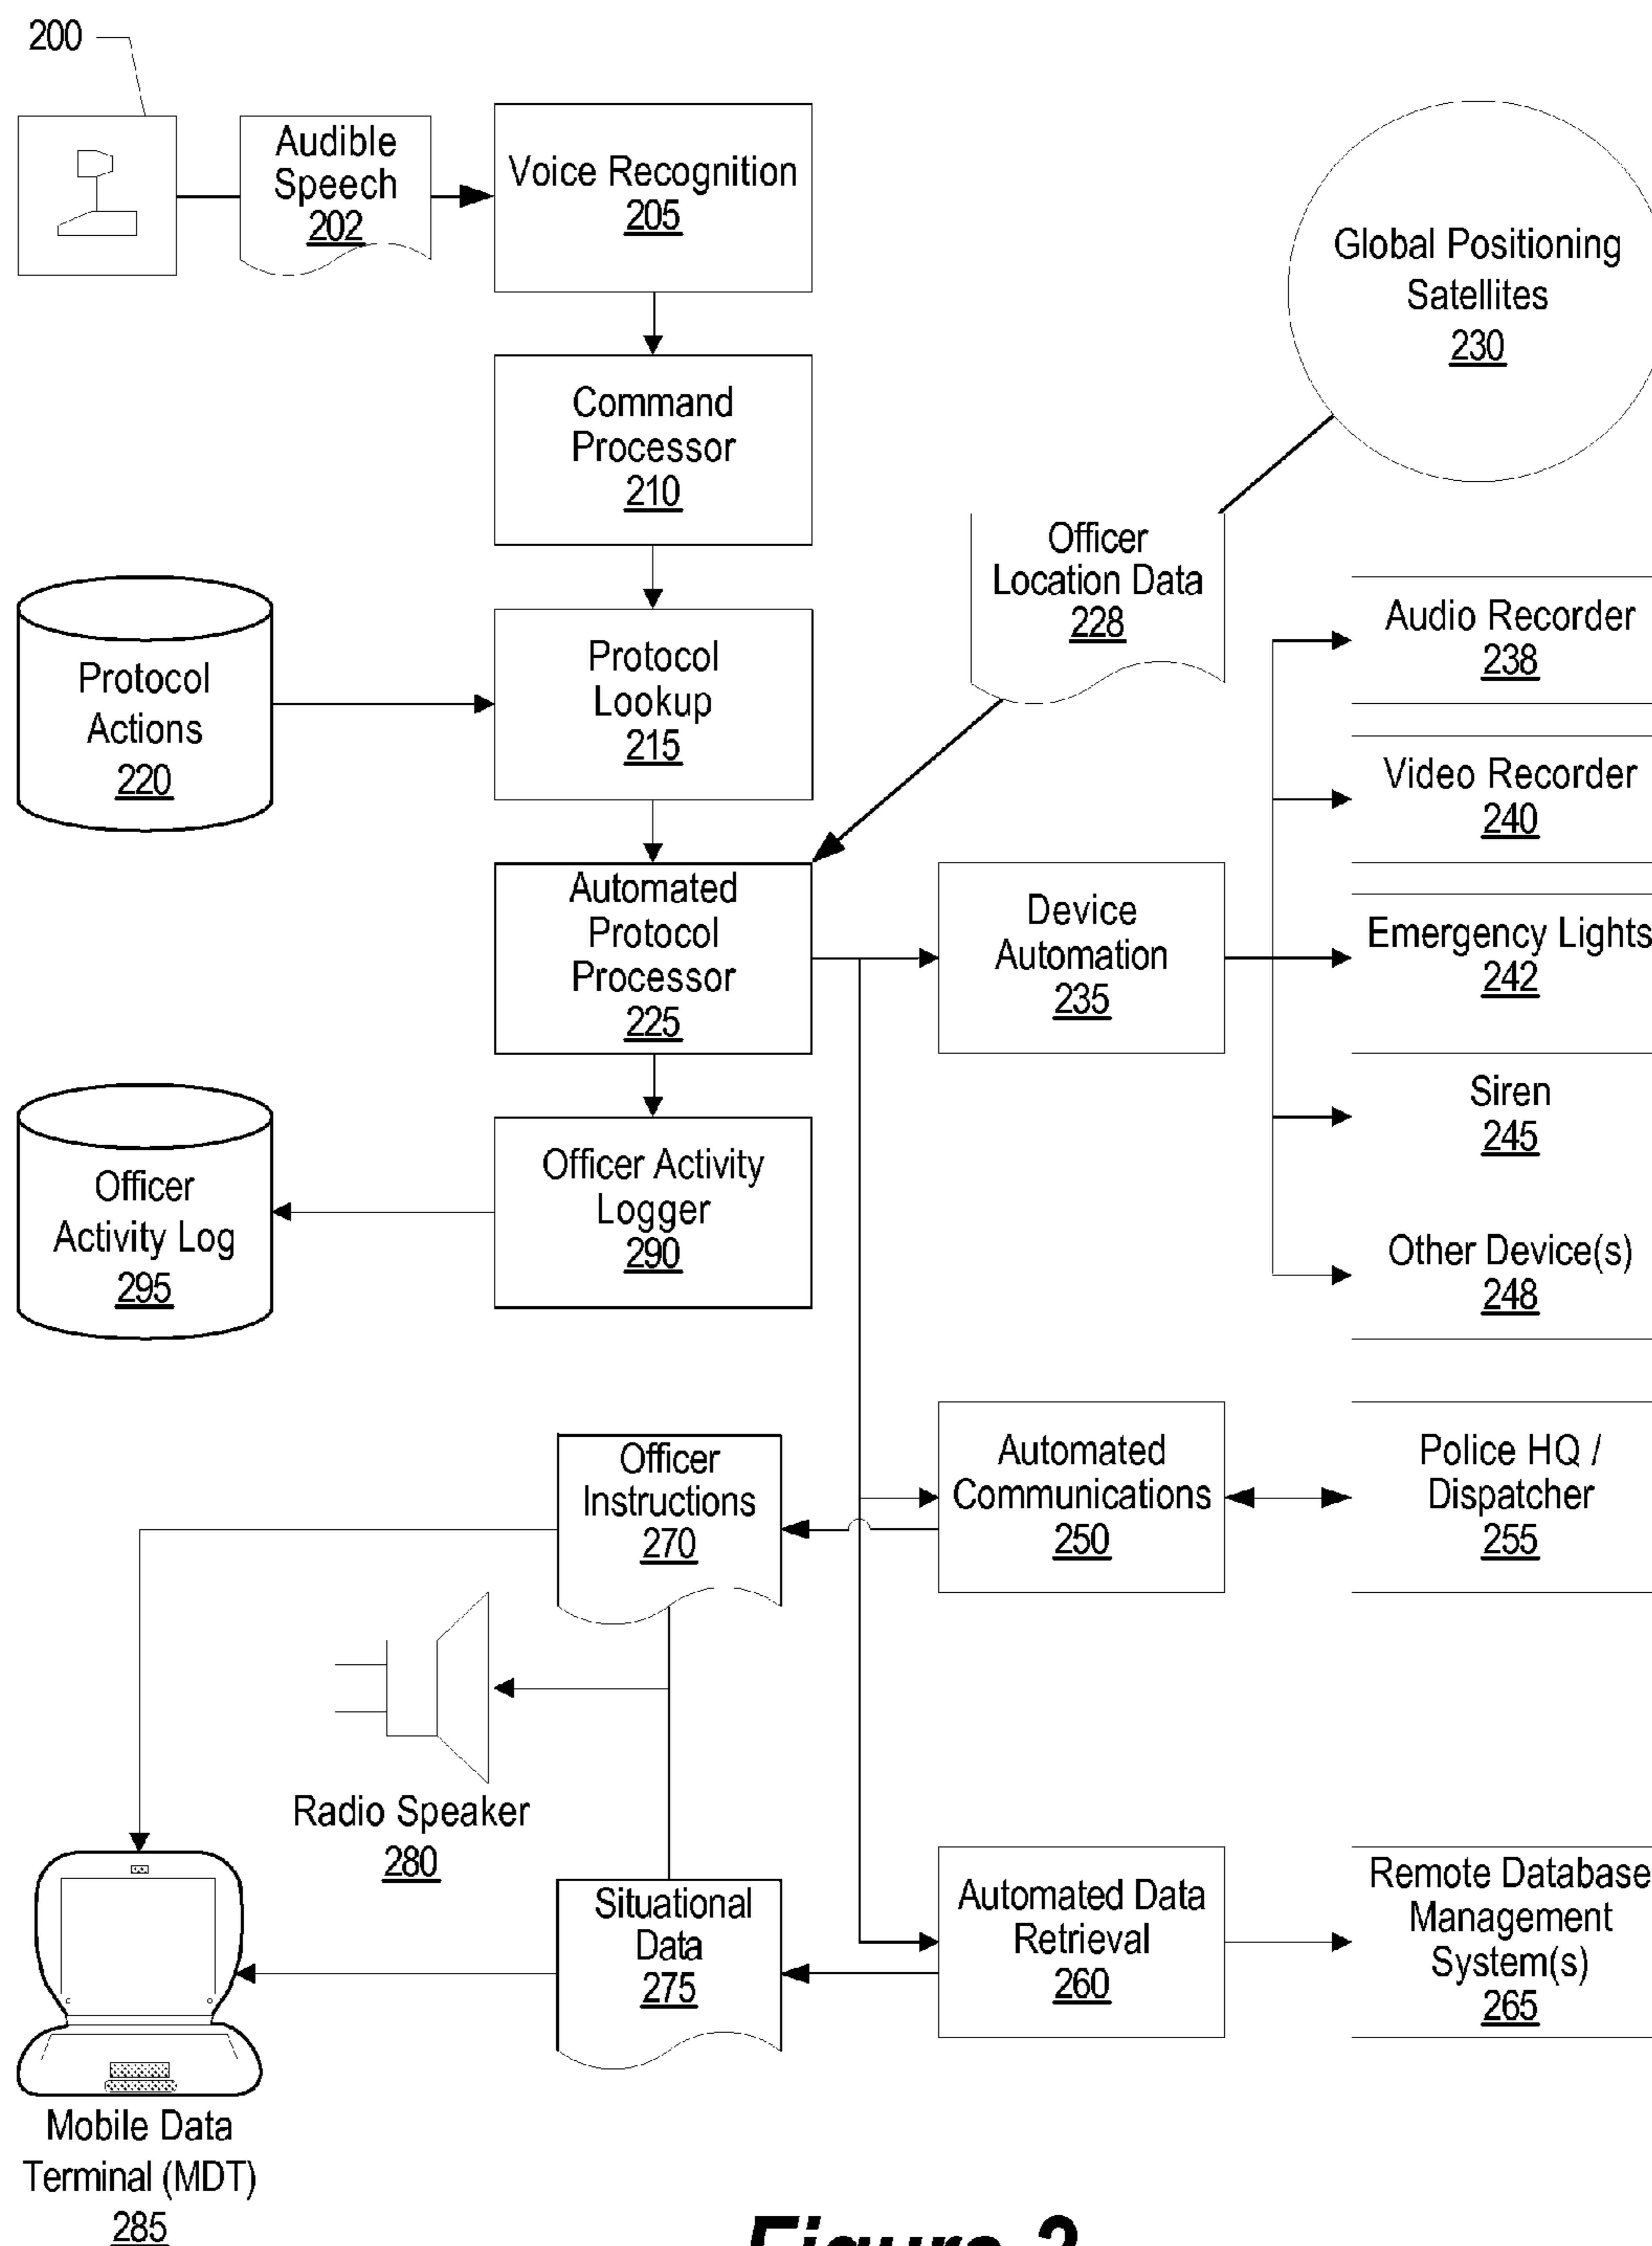 200
Audible
Speech
202
Voice Recognition
205
Global Positioning
Satellites
230
Command
Processor
210
Officer
Location Data
228
Protocol
Actions
220
Protocol
Lookup
215
Audio Recorder
238
Video Recorder
240
Automated
Protocol
Processor
225
Device
Automation
235
Emergency Lights
242
Siren
245
Officer
Activity Log
295
Officer Activity
Logger
290
Other Device(s)
248
Officer
Instructions
270
Automated
Communications
250
Police HQ /
Dispatcher
255
Radio Speaker
280
Situational
Data
275
Automated Data
Retrieval
260
Remote Database
Management
System(s)
265
Mobile Data
Terminal (MDT)
285
Figure